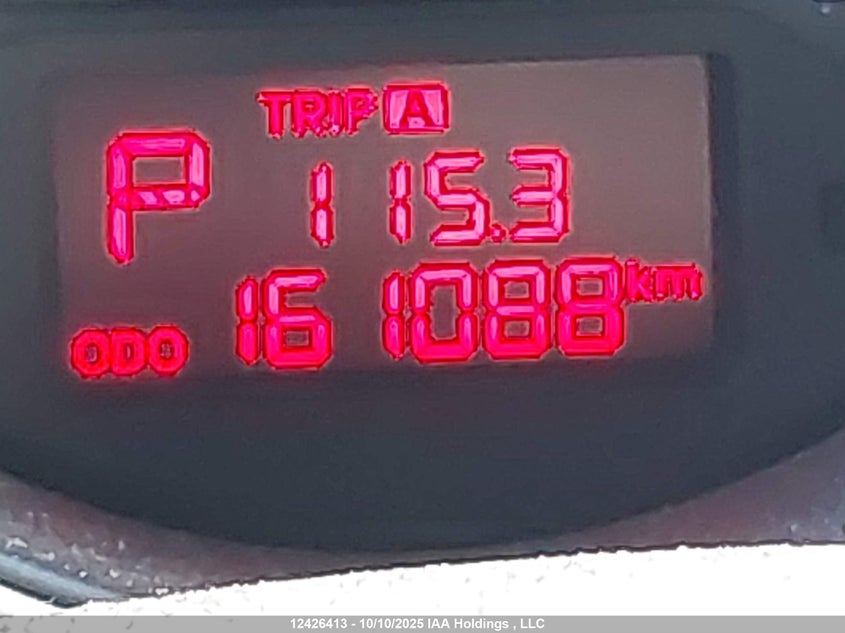 TRIP A
P 115.3
ODO 161088 km
12426413 - 10/10/2025 IAA Holdings , LLC